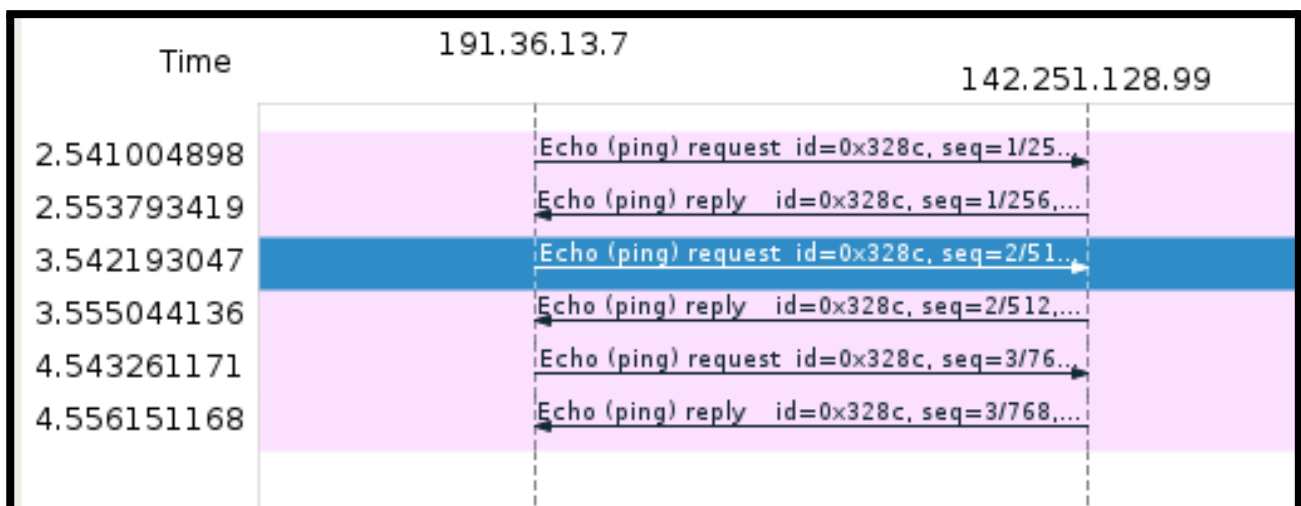 Time
191.36.13.7
142.251.128.99
2.541004898 Echo (ping) request id=0x328c, seq=1/25...
2.553793419 Echo (ping) reply id=0x328c, seq=1/256,...
3.542193047 Echo (ping) request id=0x328c, seq=2/51...
3.555044136 Echo (ping) reply id=0x328c, seq=2/512,...
4.543261171 Echo (ping) request id=0x328c, seq=3/76...
4.556151168 Echo (ping) reply id=0x328c, seq=3/768,...